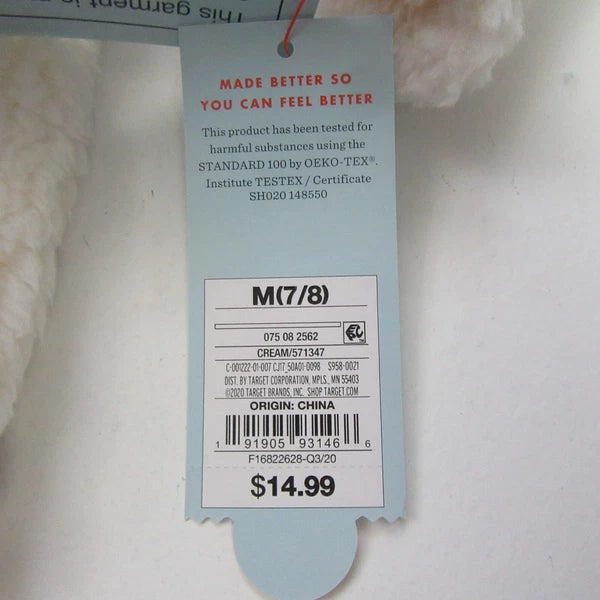 This garment is
MADE BETTER SO
YOU CAN FEEL BETTER
This product has been tested for
harmful substances using the
STANDARD 100 by OEKO-TEX®.
Institute TESTEX / Certificate
SH020 148550
M(7/8)
075 08 2562
CREAM/571347
C-001222-01-007 CJ17_50A01-0098 S958-0021
DIST. BY TARGET CORPORATION, MPLS., MN 55403
©2020 TARGET BRANDS, INC. SHOP TARGET.COM
ORIGIN: CHINA
1 91905 93146 6
F16822628-Q3/20
$14.99